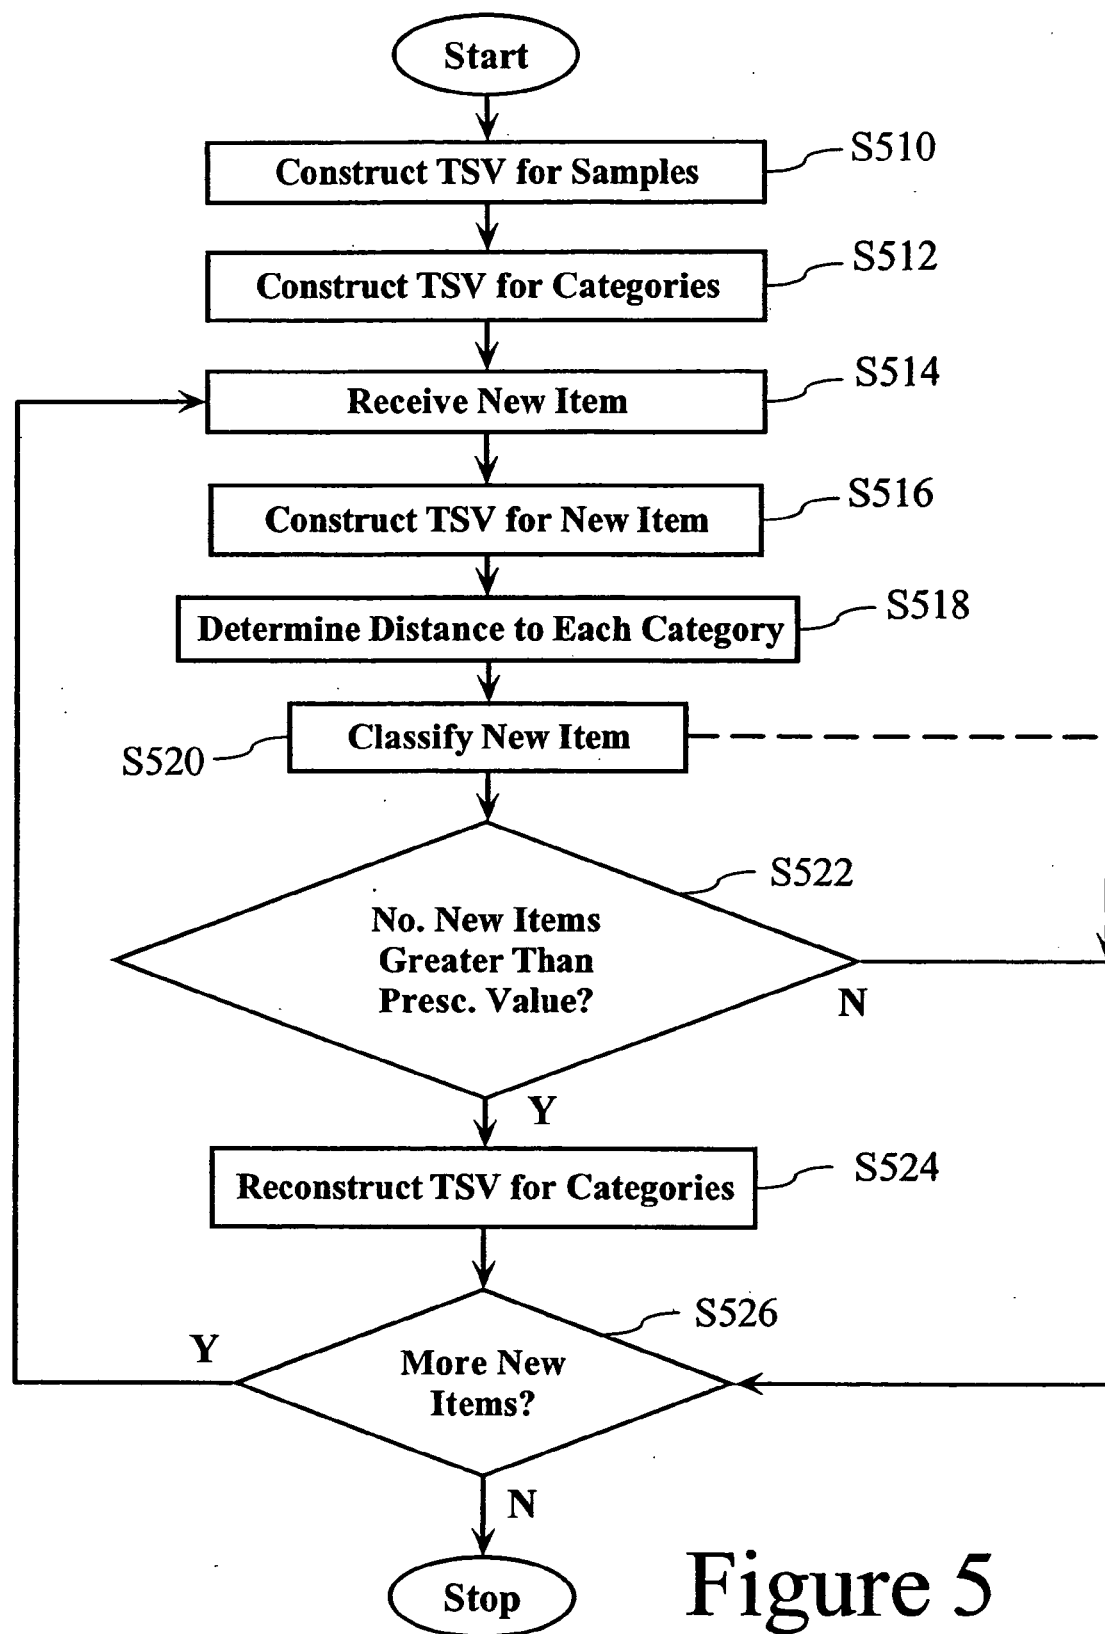 Start
Construct TSV for Samples
S510
Construct TSV for Categories
S512
Receive New Item
S514
Construct TSV for New Item
S516
Determine Distance to Each Category
S518
Classify New Item
S520
No. New Items
Greater Than
Presc. Value?
S522
N
Y
Reconstruct TSV for Categories
S524
More New
Items?
S526
Y
N
Stop
Figure 5